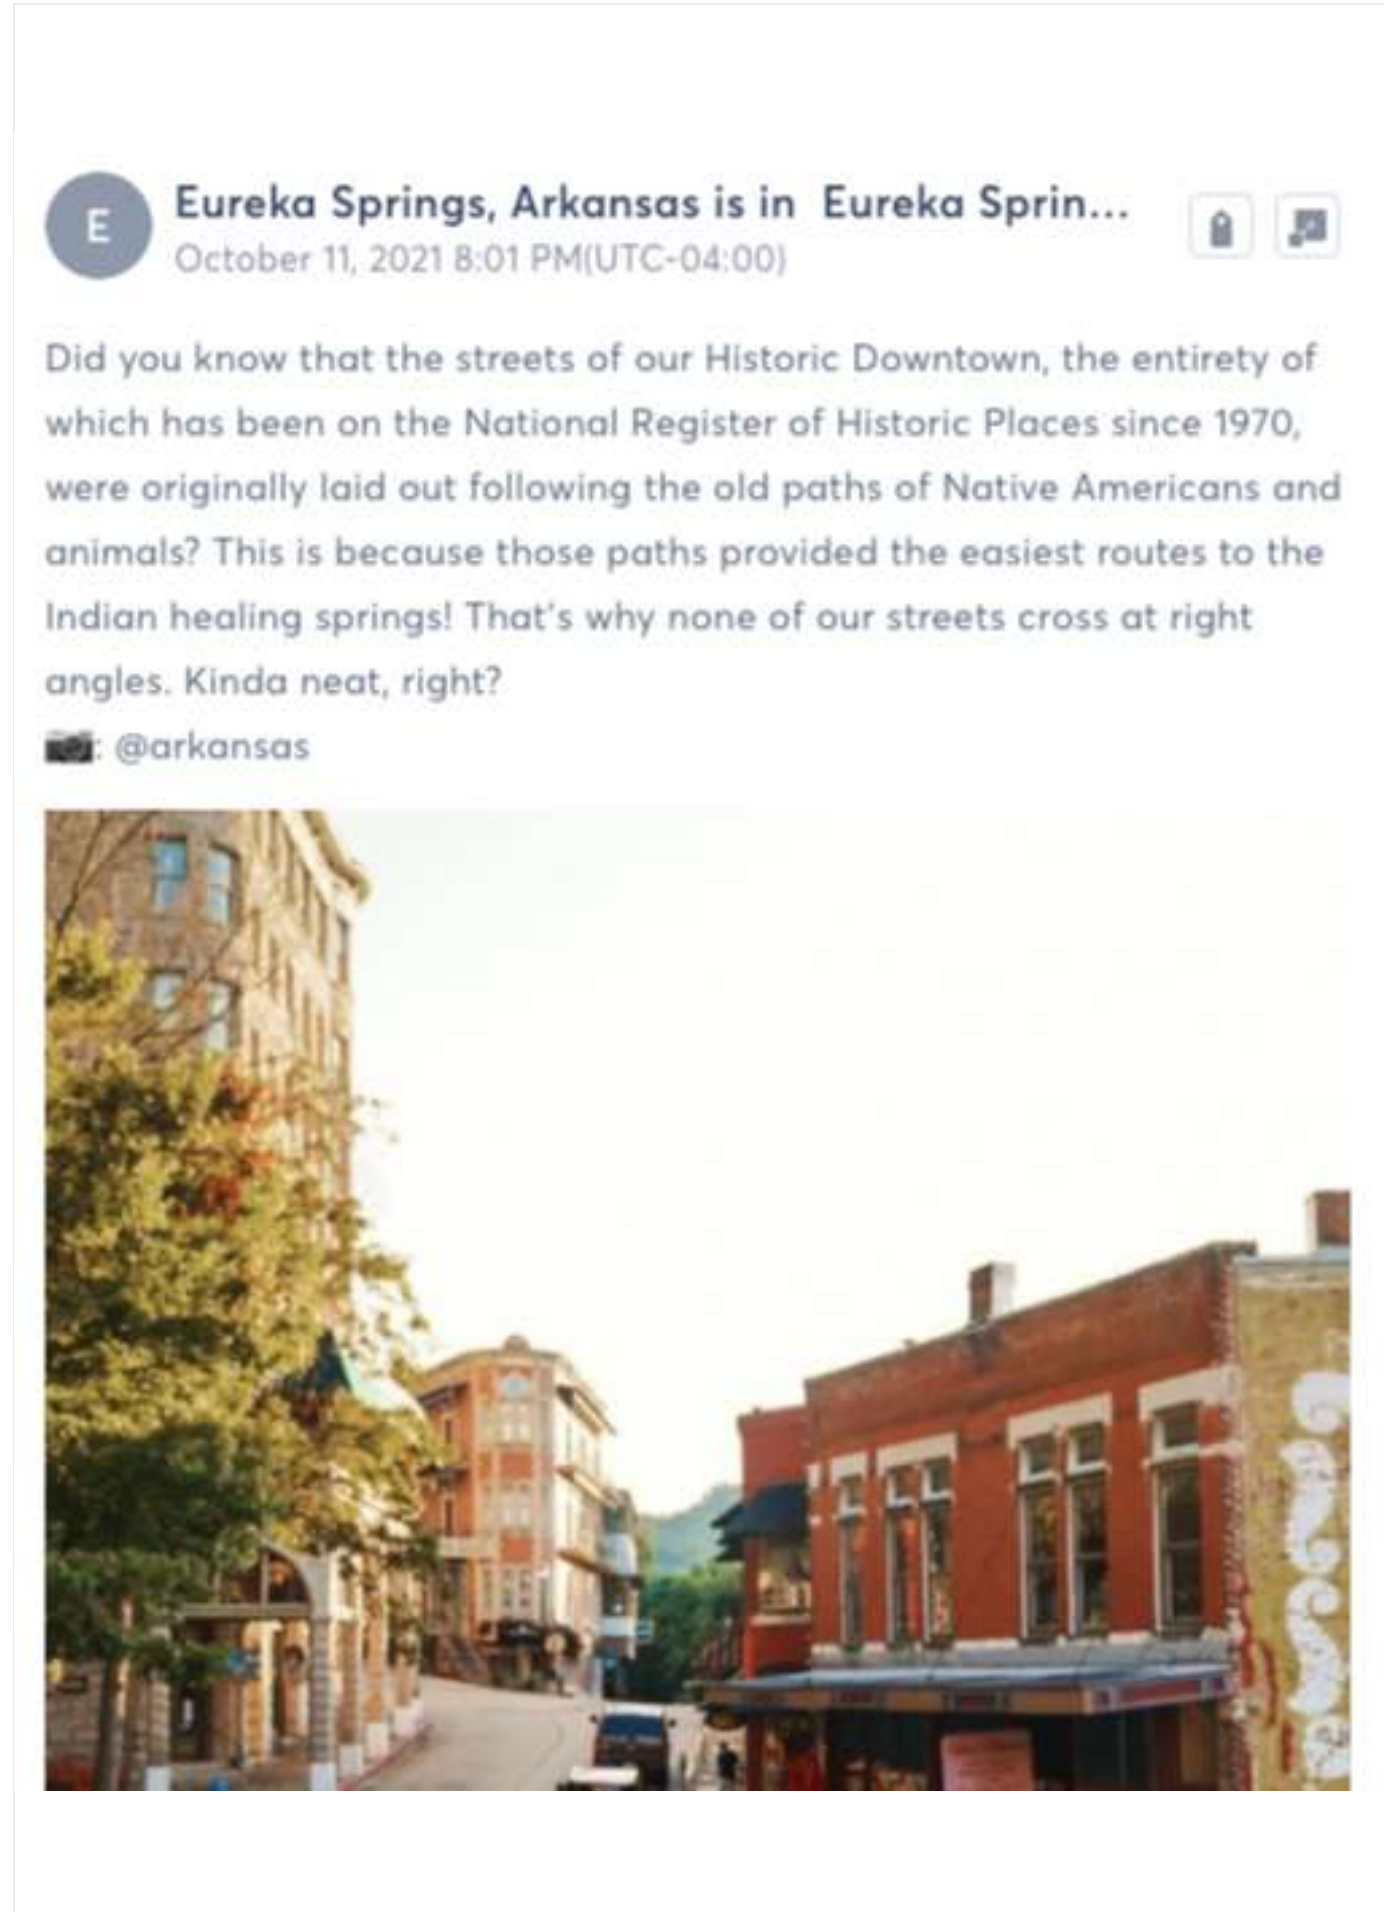 E
Eureka Springs, Arkansas is in Eureka Sprin...
October 11, 2021 8:01 PM(UTC-04:00)
Did you know that the streets of our Historic Downtown, the entirety of
which has been on the National Register of Historic Places since 1970,
were originally laid out following the old paths of Native Americans and
animals? This is because those paths provided the easiest routes to the
Indian healing springs! That's why none of our streets cross at right
angles. Kinda neat, right?
📷: @arkansas